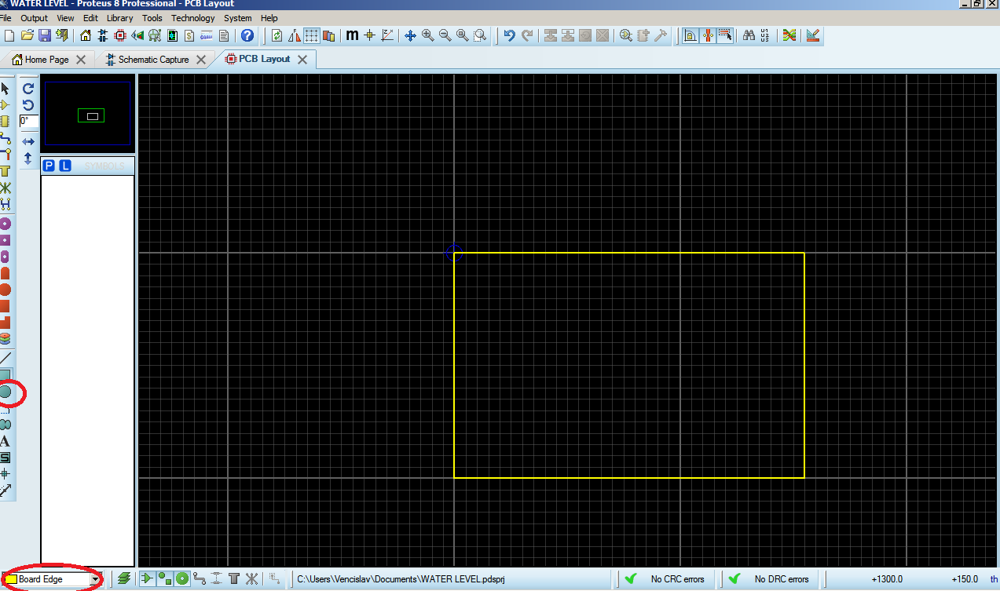 WATER LEVEL - Proteus 8 Professional - PCB Layout
File Output View Edit Library Tools Technology System Help
Home Page Schematic Capture PCB Layout
0°
P L SYMBOLS
A
S
Board Edge C:\Users\Vencislav\Documents\WATER LEVEL.pdsprj No CRC errors No DRC errors +1300.0 +150.0 th